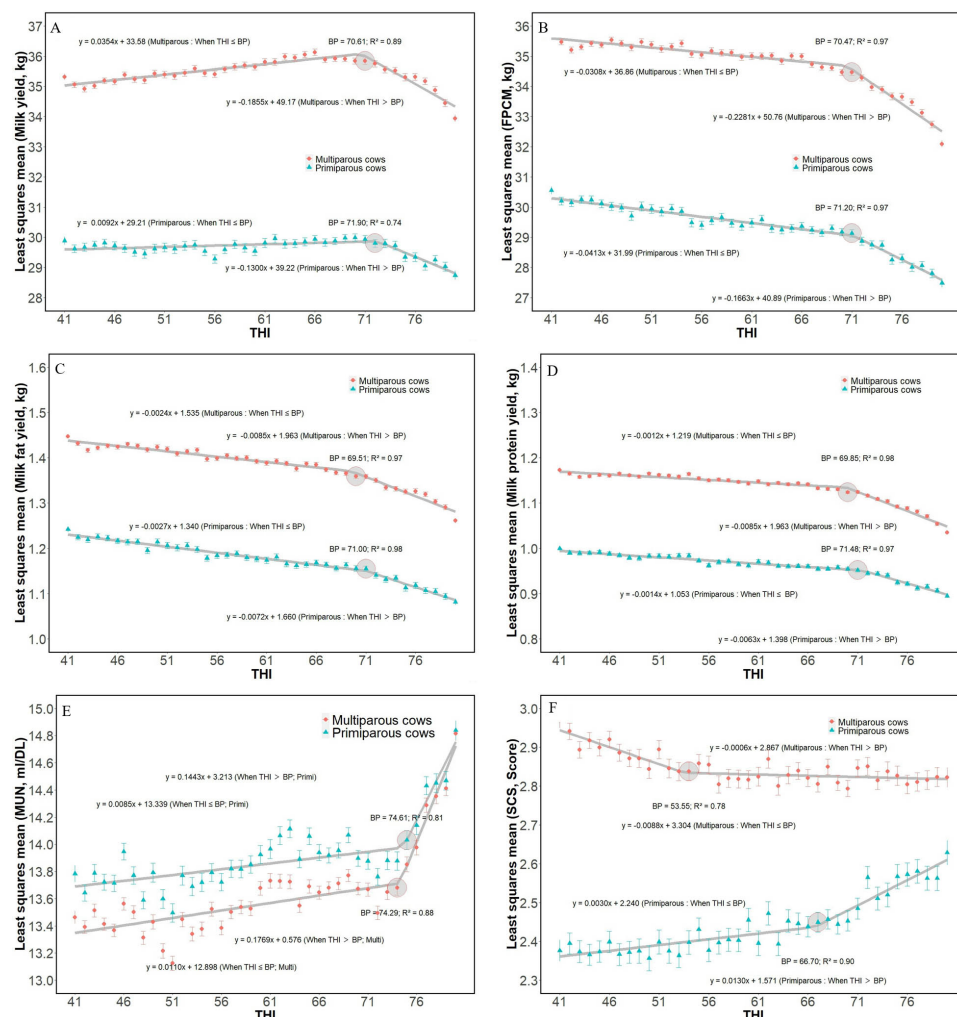 A
Least squares mean (Milk yield, kg)
37
36
35
34
33
32
31
30
29
28
y = 0.0354x + 33.58 (Multiparous : When THI ≤ BP)
BP = 70.61; R² = 0.89
y = -0.1855x + 49.17 (Multiparous : When THI > BP)
Multiparous cows
Primiparous cows
y = 0.0092x + 29.21 (Primiparous : When THI ≤ BP)
BP = 71.90; R² = 0.74
y = -0.1300x + 39.22 (Primiparous : When THI > BP)
41 46 51 56 61 66 71 76
THI
B
Least squares mean (FPCM, kg)
37
36
35
34
33
32
31
30
29
28
27
BP = 70.47; R² = 0.97
y = -0.0308x + 36.86 (Multiparous : When THI ≤ BP)
y = -0.2281x + 50.76 (Multiparous : When THI > BP)
Multiparous cows
Primiparous cows
BP = 71.20; R² = 0.97
y = -0.0413x + 31.99 (Primiparous : When THI ≤ BP)
y = -0.1663x + 40.89 (Primiparous : When THI > BP)
41 46 51 56 61 66 71 76
THI
C
Least squares mean (Milk fat yield, kg)
1.6
1.5
1.4
1.3
1.2
1.1
1.0
Multiparous cows
Primiparous cows
y = -0.0024x + 1.535 (Multiparous : When THI ≤ BP)
y = -0.0085x + 1.963 (Multiparous : When THI > BP)
BP = 69.51; R² = 0.97
y = -0.0027x + 1.340 (Primiparous : When THI ≤ BP)
BP = 71.00; R² = 0.98
y = -0.0072x + 1.660 (Primiparous : When THI > BP)
41 46 51 56 61 66 71 76
THI
D
Least squares mean (Milk protein yield, kg)
1.4
1.3
1.2
1.1
1.0
0.9
0.8
Multiparous cows
Primiparous cows
y = -0.0012x + 1.219 (Multiparous : When THI ≤ BP)
BP = 69.85; R² = 0.98
y = -0.0085x + 1.963 (Multiparous : When THI > BP)
BP = 71.48; R² = 0.97
y = -0.0014x + 1.053 (Primiparous : When THI ≤ BP)
y = -0.0063x + 1.398 (Primiparous : When THI > BP)
41 46 51 56 61 66 71 76
THI
E
Least squares mean (MUN, ml/DL)
15.0
14.8
14.6
14.4
14.2
14.0
13.8
13.6
13.4
13.2
13.0
Multiparous cows
Primiparous cows
y = 0.1443x + 3.213 (When THI > BP; Primi)
y = 0.0085x + 13.339 (When THI ≤ BP; Primi)
BP = 74.61; R² = 0.81
BP =74.29; R² = 0.88
y = 0.1769x + 0.576 (When THI > BP; Multi)
y = 0.0110x + 12.898 (When THI ≤ BP; Multi)
41 46 51 56 61 66 71 76
THI
F
Least squares mean (SCS, Score)
3.0
2.9
2.8
2.7
2.6
2.5
2.4
2.3
Multiparous cows
Primiparous cows
y = -0.0006x + 2.867 (Multiparous : When THI > BP)
BP = 53.55; R² = 0.78
y = -0.0088x + 3.304 (Multiparous : When THI ≤ BP)
y = 0.0030x + 2.240 (Primiparous : When THI ≤ BP)
BP = 66.70; R² = 0.90
y = 0.0130x + 1.571 (Primiparous : When THI > BP)
41 46 51 56 61 66 71 76
THI